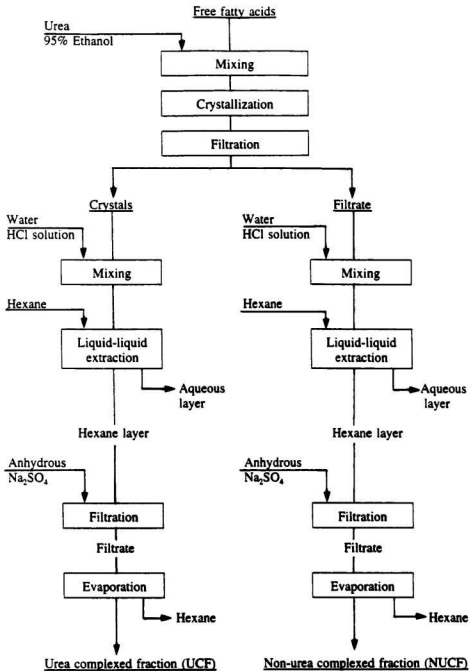 Free fatty acids
Urea
95% Ethanol
Mixing
Crystallization
Filtration
Crystals
Water
HCl solution
Mixing
Hexane
Liquid-liquid
extraction
Aqueous
layer
Hexane layer
Anhydrous
Na₂SO₄
Filtration
Filtrate
Evaporation
Hexane
Urea complexed fraction (UCF)
Filtrate
Water
HCl solution
Mixing
Hexane
Liquid-liquid
extraction
Aqueous
layer
Hexane layer
Anhydrous
Na₂SO₄
Filtration
Filtrate
Evaporation
Hexane
Non-urea complexed fraction (NUCF)